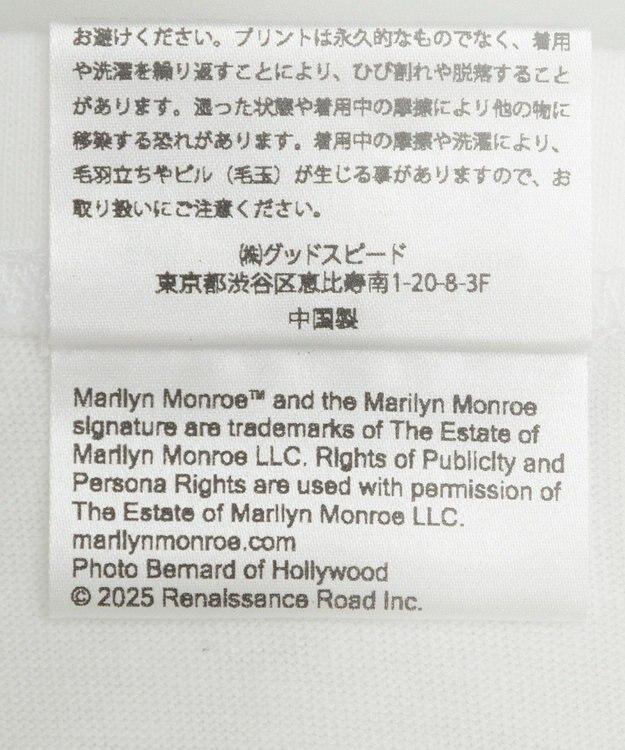 お避けください。プリントは永久的なものでなく、着用
や洗濯を繰り返すことにより、ひび割れや脱落すること
があります。湿った状態や着用中の摩擦により他の物に
移染する恐れがあります。着用中の摩擦や洗濯により、
毛羽立ちやピル（毛玉）が生じる事がありますので、お
取り扱いにご注意ください。
㈱グッドスピード
東京都渋谷区恵比寿南1-20-8-3F
中国製
Marilyn Monroe™ and the Marilyn Monroe
signature are trademarks of The Estate of
Marilyn Monroe LLC. Rights of Publicity and
Persona Rights are used with permission of
The Estate of Marilyn Monroe LLC.
marilynmonroe.com
Photo Bernard of Hollywood
© 2025 Renaissance Road Inc.